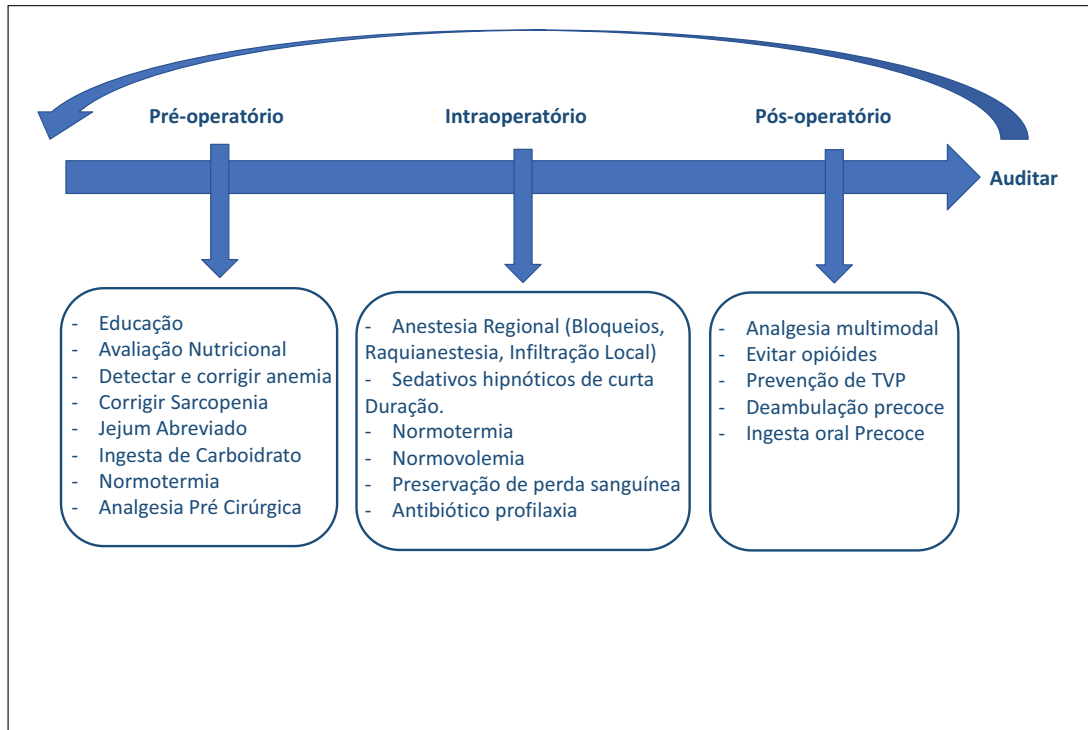 Pré-operatório
Intraoperatório
Pós-operatório
Auditar
- Educação
- Avaliação Nutricional
- Detectar e corrigir anemia
- Corrigir Sarcopenia
- Jejum Abreviado
- Ingesta de Carboidrato
- Normotermia
- Analgesia Pré Cirúrgica
- Anestesia Regional (Bloqueios,
Raquianestesia, Infiltração Local)
- Sedativos hipnóticos de curta
Duração.
- Normotermia
- Normovolemia
- Preservação de perda sanguínea
- Antibiótico profilaxia
- Analgesia multimodal
- Evitar opióides
- Prevenção de TVP
- Deambulação precoce
- Ingesta oral Precoce